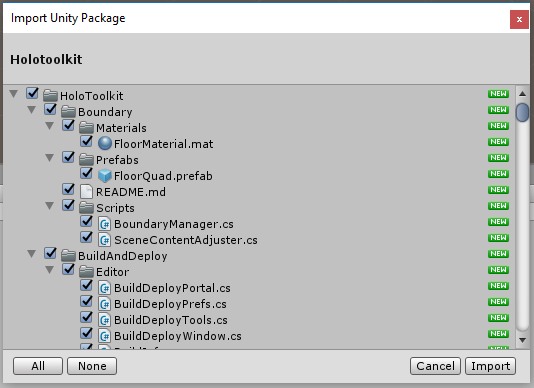 Import Unity Package
x
Holotoolkit
HoloToolkit NEW
Boundary NEW
Materials NEW
FloorMaterial.mat NEW
Prefabs NEW
FloorQuad.prefab NEW
README.md NEW
Scripts NEW
BoundaryManager.cs NEW
SceneContentAdjuster.cs NEW
BuildAndDeploy NEW
Editor NEW
BuildDeployPortal.cs NEW
BuildDeployPrefs.cs NEW
BuildDeployTools.cs NEW
BuildDeployWindow.cs NEW
All None Cancel Import